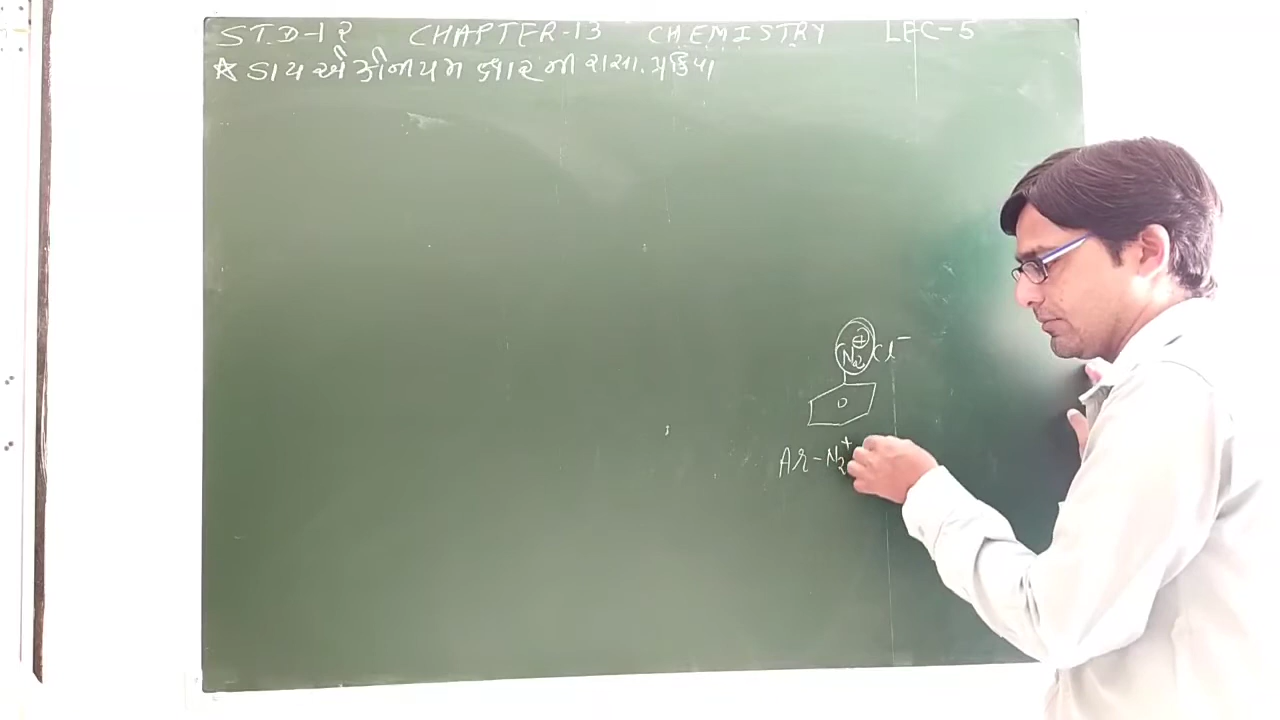 STD-12 CHAPTER-13 CHEMISTRY LEC-5
★ ડાયએઝોનીયમ ક્ષારની રાસા. પ્રક્રિયા
N₂⊕ Cl⁻
Ar-N₂⁺